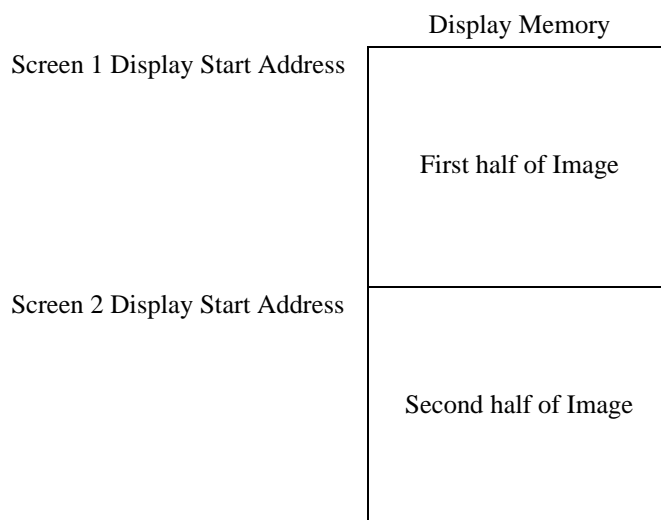 Display Memory
Screen 1 Display Start Address
First half of Image
Screen 2 Display Start Address
Second half of Image